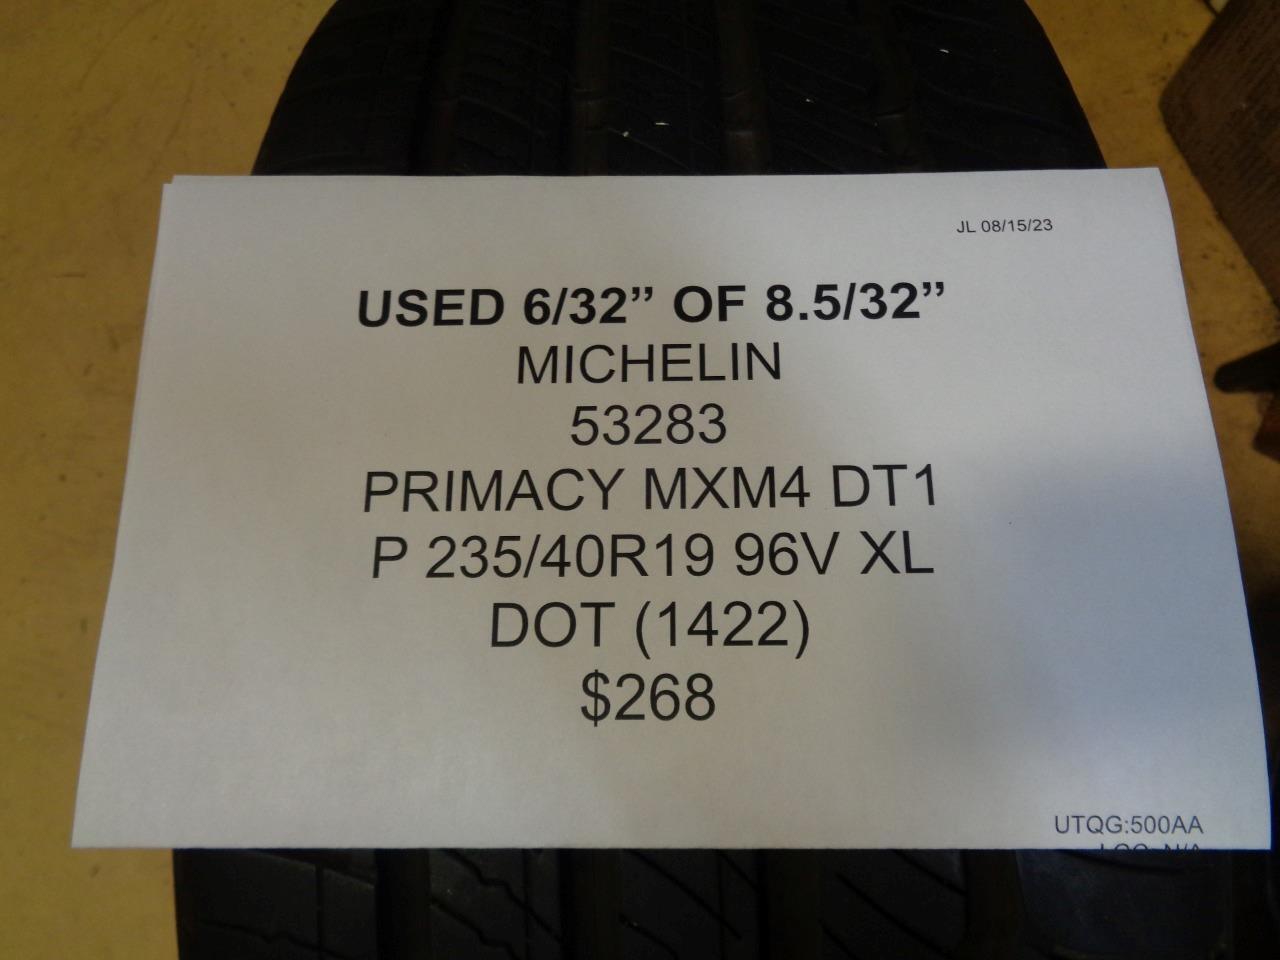 JL 08/15/23
USED 6/32” OF 8.5/32”
MICHELIN
53283
PRIMACY MXM4 DT1
P 235/40R19 96V XL
DOT (1422)
$268
UTQG:500AA
LOC: N/A